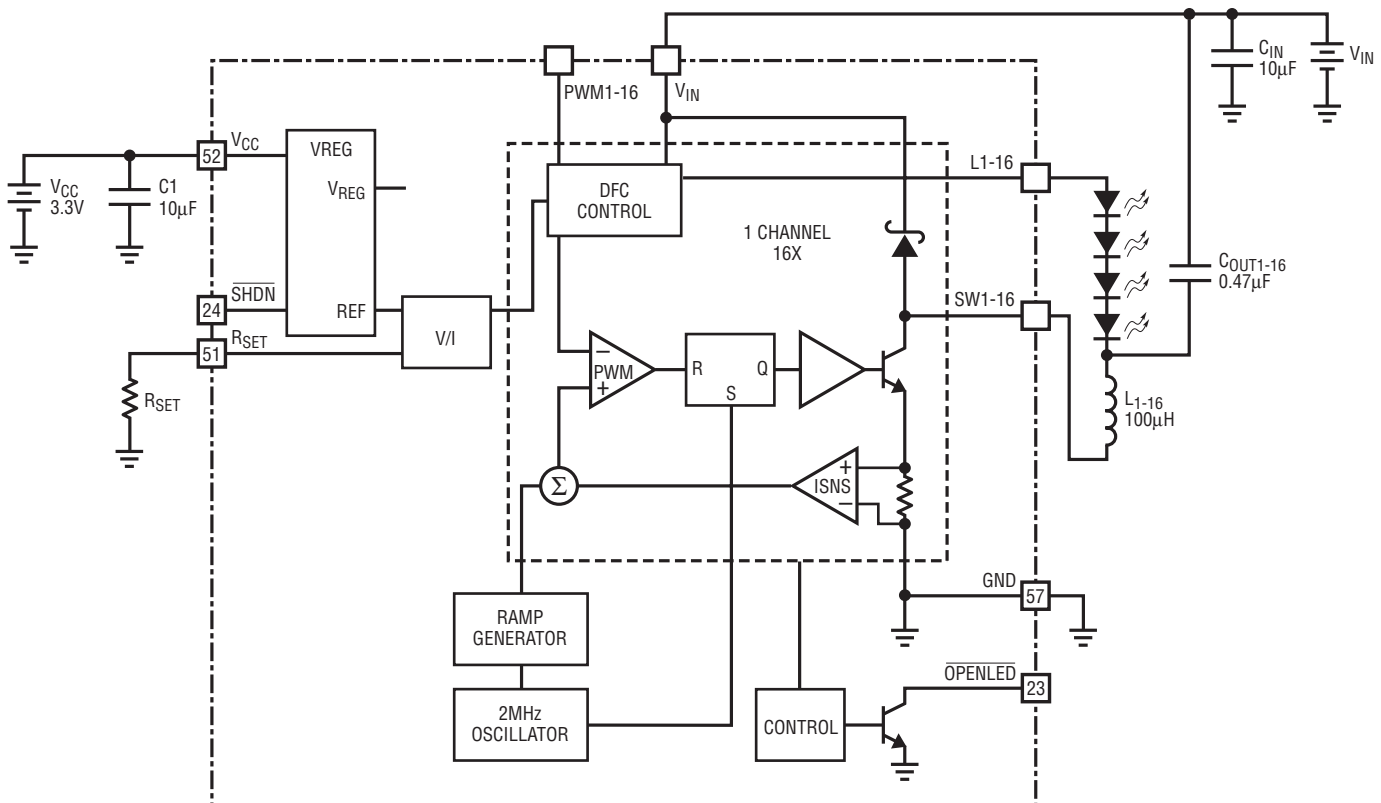 PWM1-16
V_IN
C_IN
10µF
V_IN
52
V_CC
VREG
V_REG
V_CC
3.3V
C1
10µF
DFC
CONTROL
L1-16
1 CHANNEL
16X
C_OUT1-16
0.47µF
24
SHDN
REF
V/I
SW1-16
51
R_SET
R_SET
−
PWM
+
R
Q
S
L_1-16
100µH
Σ
+
ISNS
−
GND
57
RAMP
GENERATOR
OPENLED
23
2MHz
OSCILLATOR
CONTROL